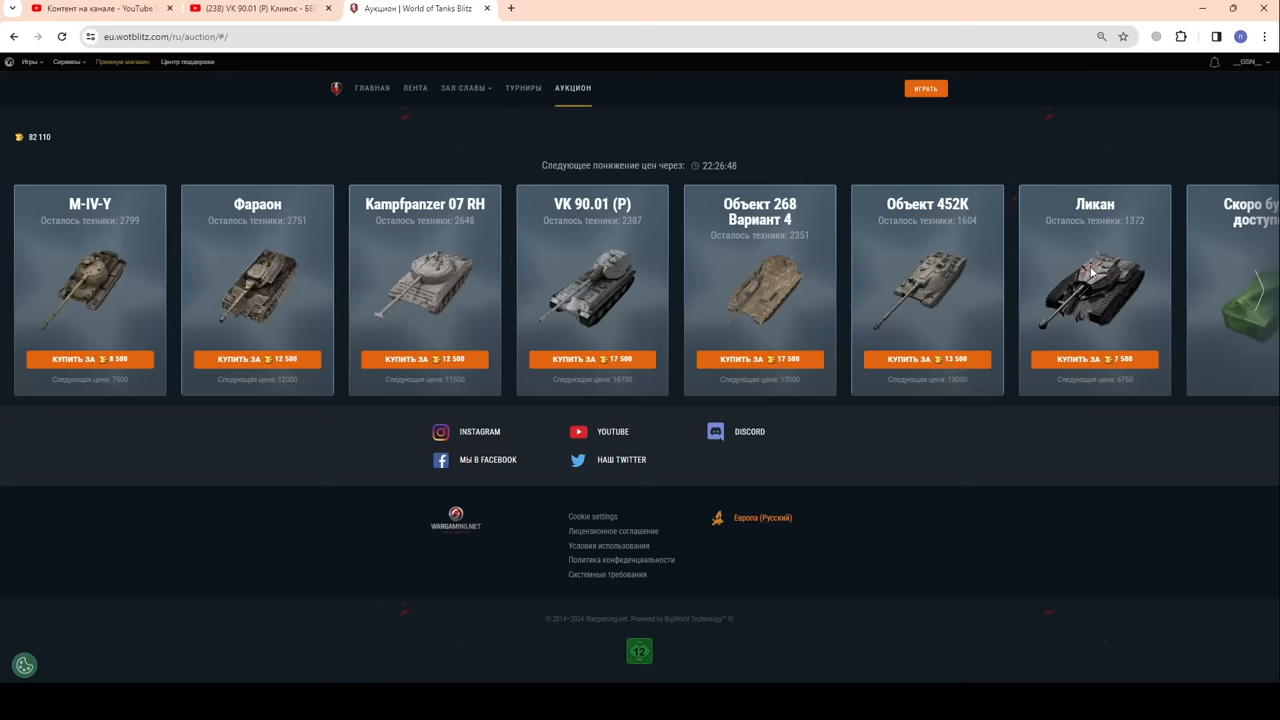 Контент на канале - YouTube
(238) VK 90.01 (P) Клинок - БЕ
Аукцион | World of Tanks Blitz
eu.wotblitz.com/ru/auction/#/
Игры
Сервисы
Премиум магазин
Центр поддержки
__GSN__
ГЛАВНАЯ
ЛЕНТА
ЗАЛ СЛАВЫ
ТУРНИРЫ
АУКЦИОН
ИГРАТЬ
82 110
Следующее понижение цен через: 22:26:48
M-IV-Y
Осталось техники: 2799
КУПИТЬ ЗА 8 500
Следующая цена: 7500
Фараон
Осталось техники: 2751
КУПИТЬ ЗА 12 500
Следующая цена: 12000
Kampfpanzer 07 RH
Осталось техники: 2648
КУПИТЬ ЗА 12 500
Следующая цена: 11500
VK 90.01 (P)
Осталось техники: 2387
КУПИТЬ ЗА 17 500
Следующая цена: 16750
Объект 268
Вариант 4
Осталось техники: 2351
КУПИТЬ ЗА 17 500
Следующая цена: 17000
Объект 452К
Осталось техники: 1604
КУПИТЬ ЗА 13 500
Следующая цена: 13000
Ликан
Осталось техники: 1372
КУПИТЬ ЗА 7 500
Следующая цена: 6750
Скоро бу
доступ
INSTAGRAM
YOUTUBE
DISCORD
МЫ В FACEBOOK
НАШ TWITTER
WARGAMING.NET
Cookie settings
Лицензионное соглашение
Условия использования
Политика конфиденциальности
Системные требования
Европа (Русский)
© 2014–2024 Wargaming.net. Powered by BigWorld Technology™ ©
12